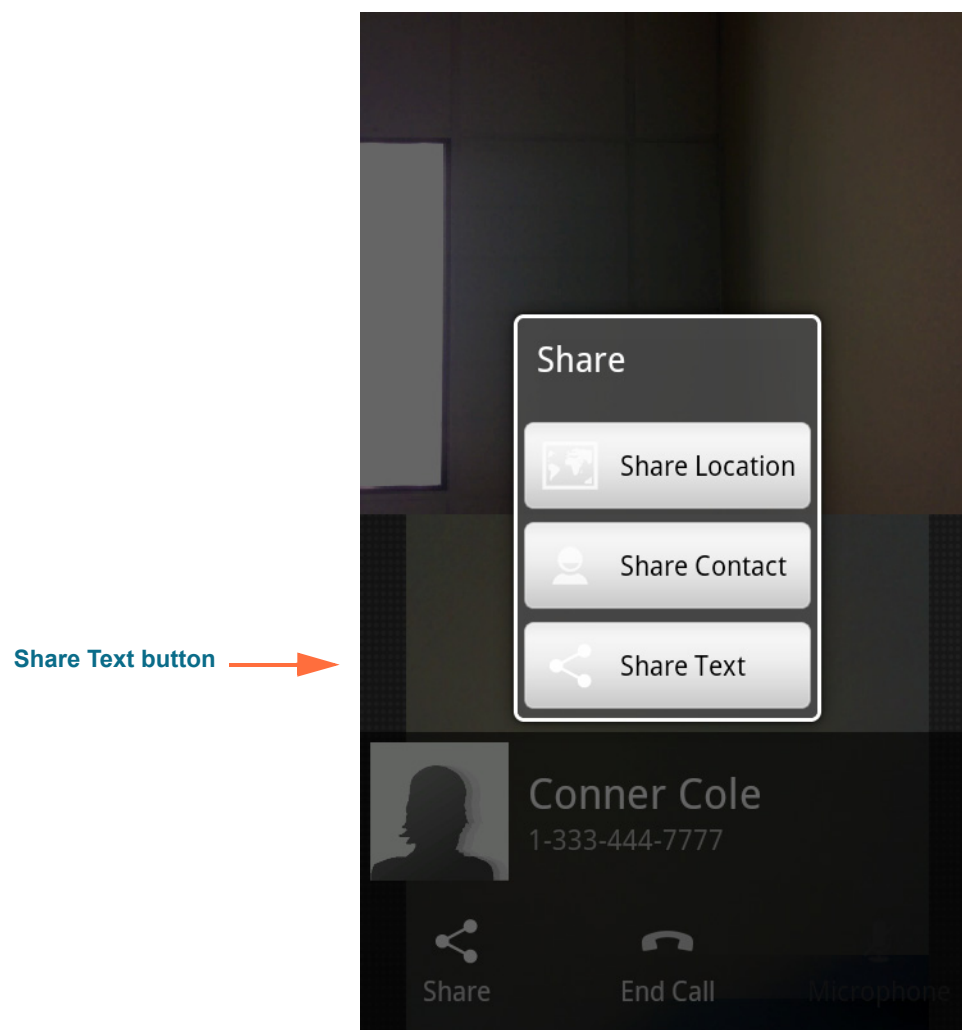 Share
Share Location
Share Contact
Share Text button
Share Text
Conner Cole
1-333-444-7777
Share
End Call
Microphone